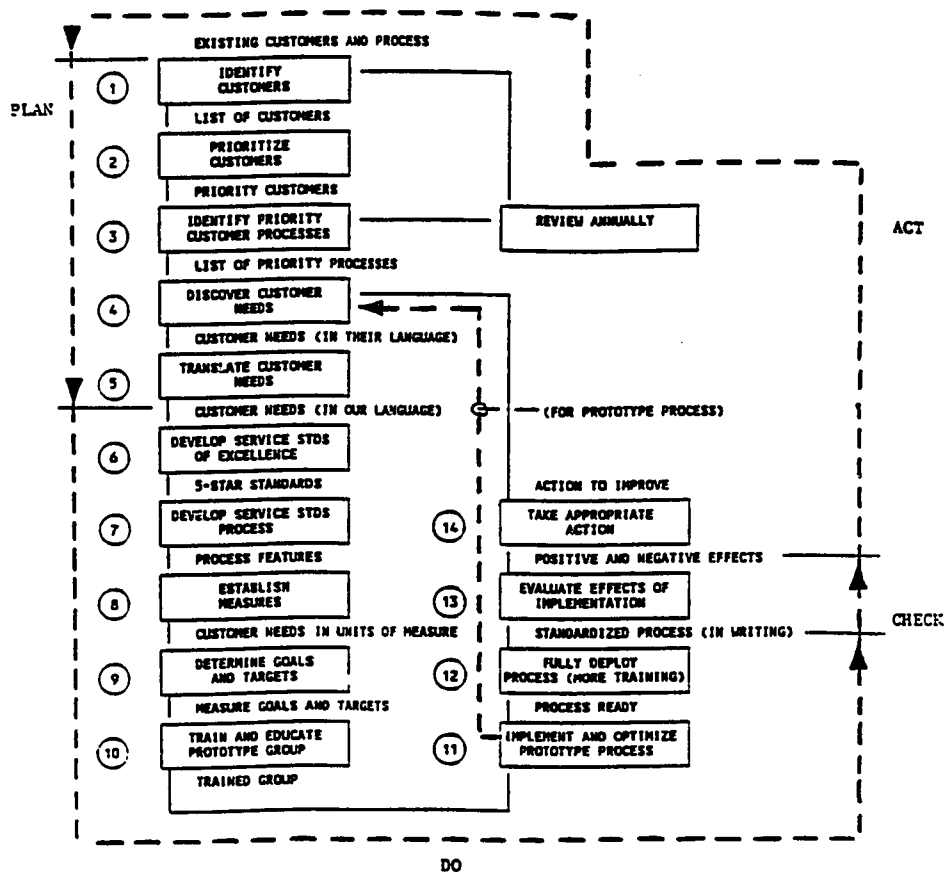 EXISTING CUSTOMERS AND PROCESS
PLAN
1
IDENTIFY
CUSTOMERS
LIST OF CUSTOMERS
2
PRIORITIZE
CUSTOMERS
PRIORITY CUSTOMERS
3
IDENTIFY PRIORITY
CUSTOMER PROCESSES
REVIEW ANNUALLY
ACT
LIST OF PRIORITY PROCESSES
4
DISCOVER CUSTOMER
NEEDS
CUSTOMER NEEDS (IN THEIR LANGUAGE)
5
TRANSLATE CUSTOMER
NEEDS
CUSTOMER NEEDS (IN OUR LANGUAGE)
(FOR PROTOTYPE PROCESS)
6
DEVELOP SERVICE STDS
OF EXCELLENCE
5-STAR STANDARDS
7
DEVELOP SERVICE STDS
PROCESS
PROCESS FEATURES
8
ESTABLISH
MEASURES
CUSTOMER NEEDS IN UNITS OF MEASURE
9
DETERMINE GOALS
AND TARGETS
MEASURE GOALS AND TARGETS
10
TRAIN AND EDUCATE
PROTOTYPE GROUP
TRAINED GROUP
ACTION TO IMPROVE
14
TAKE APPROPRIATE
ACTION
POSITIVE AND NEGATIVE EFFECTS
13
EVALUATE EFFECTS OF
IMPLEMENTATION
CHECK
STANDARDIZED PROCESS (IN WRITING)
12
FULLY DEPLOY
PROCESS (MORE TRAINING)
PROCESS READY
11
IMPLEMENT AND OPTIMIZE
PROTOTYPE PROCESS
DO